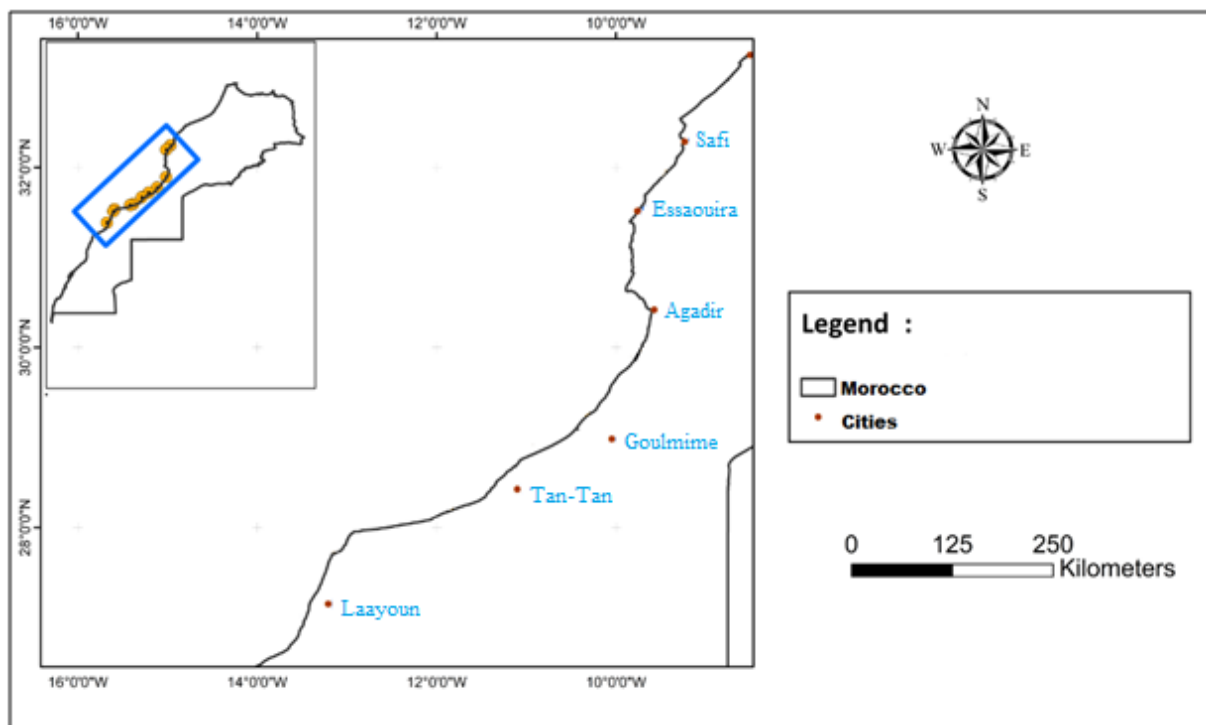 16°0'0"W 14°0'0"W 12°0'0"W 10°0'0"W
32°0'0"N
30°0'0"N
28°0'0"N
Safi
Essaouira
Agadir
Goulmime
Tan-Tan
Laayoun
16°0'0"W 14°0'0"W 12°0'0"W 10°0'0"W
N
W E
S
Legend :
Morocco
Cities
0 125 250
Kilometers